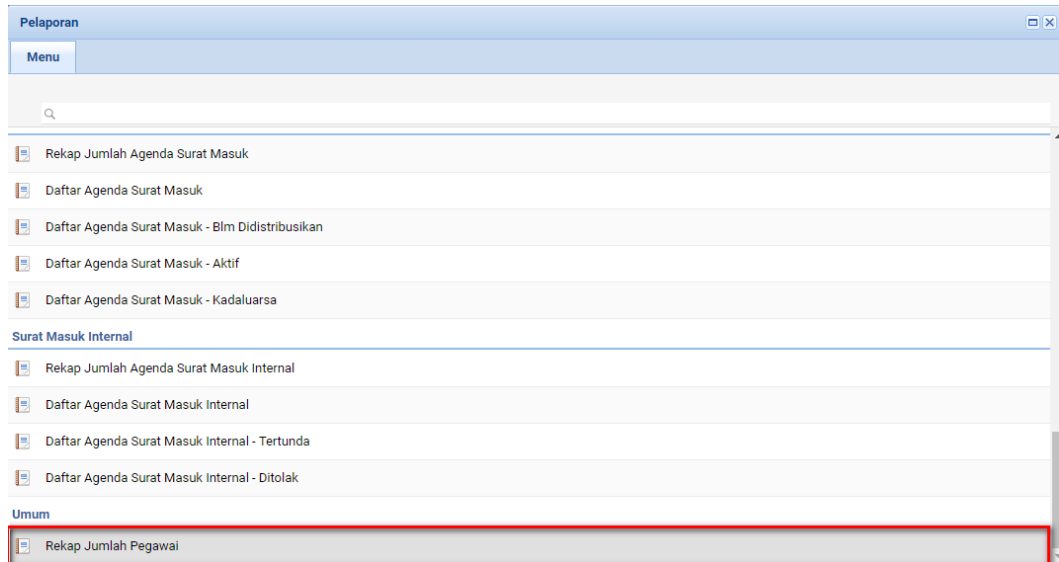 Pelaporan
Menu
Rekap Jumlah Agenda Surat Masuk
Daftar Agenda Surat Masuk
Daftar Agenda Surat Masuk - Blm Didistribusikan
Daftar Agenda Surat Masuk - Aktif
Daftar Agenda Surat Masuk - Kadaluarsa
Surat Masuk Internal
Rekap Jumlah Agenda Surat Masuk Internal
Daftar Agenda Surat Masuk Internal
Daftar Agenda Surat Masuk Internal - Tertunda
Daftar Agenda Surat Masuk Internal - Ditolak
Umum
Rekap Jumlah Pegawai